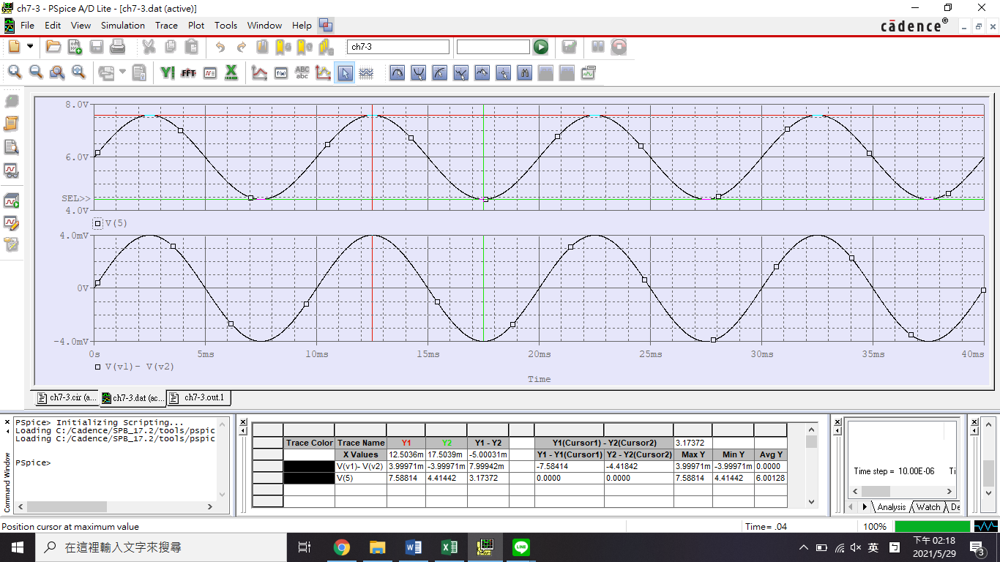 ch7-3 - PSpice A/D Lite - [ch7-3.dat (active)]
File Edit View Simulation Trace Plot Tools Window Help
cādence®
ch7-3
FFT
ABC
abc
8.0V
6.0V
SEL>>
4.0V
V(5)
4.0mV
0V
-4.0mV
0s 5ms 10ms 15ms 20ms 25ms 30ms 35ms 40ms
V(v1)- V(v2)
Time
ch7-3.cir (a... ch7-3.dat (ac... ch7-3.out.1
Command Window
PSpice> Initializing Scripting...
Loading C:/Cadence/SPB_17.2/tools/pspic
Loading C:/Cadence/SPB_17.2/tools/pspic
PSpice>
Trace Color Trace Name Y1 Y2 Y1 - Y2 Y1(Cursor1) - Y2(Cursor2) 3.17372
X Values 12.5036m 17.5039m -5.00031m Y1 - Y1(Cursor1) Y2 - Y2(Cursor2) Max Y Min Y Avg Y
V(v1)- V(v2) 3.99971m -3.99971m 7.99942m -7.58414 -4.41842 3.99971m -3.99971m 0.0000
V(5) 7.58814 4.41442 3.17372 0.0000 0.0000 7.58814 4.41442 6.00128
Time step = 10.00E-06 Ti
Analysis Watch De
Position cursor at maximum value
Time= .04 100%
在這裡輸入文字來搜尋
英
下午 02:18
2021/5/29
3